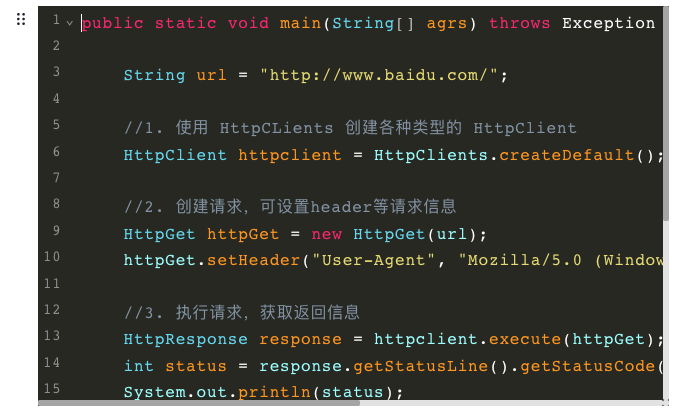 1 public static void main(String[] agrs) throws Exception
2
3 String url = "http://www.baidu.com/";
4
5 //1. 使用 HttpCLients 创建各种类型的 HttpClient
6 HttpClient httpclient = HttpClients.createDefault();
7
8 //2. 创建请求，可设置header等请求信息
9 HttpGet httpGet = new HttpGet(url);
10 httpGet.setHeader("User-Agent", "Mozilla/5.0 (Window
11
12 //3. 执行请求，获取返回信息
13 HttpResponse response = httpclient.execute(httpGet);
14 int status = response.getStatusLine().getStatusCode(
15 System.out.println(status);